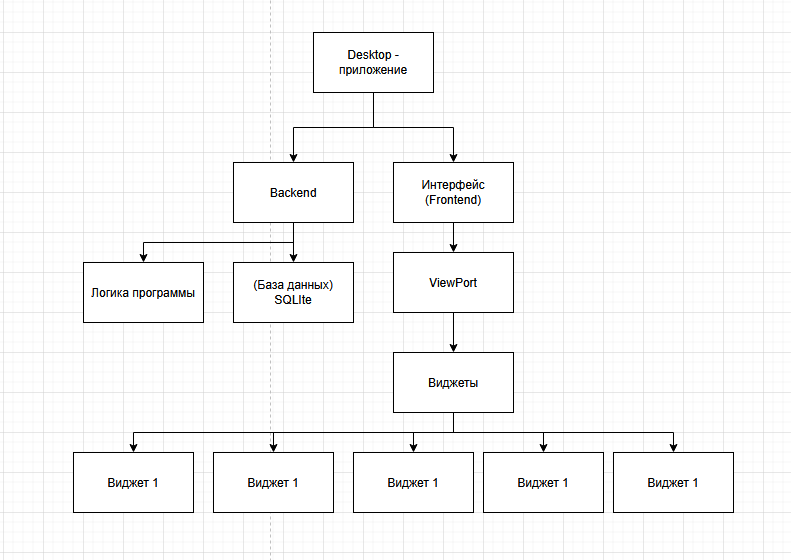 Desktop -
приложение
Backend
Интерфейс
(Frontend)
Логика программы
(База данных)
SQLIte
ViewPort
Виджеты
Виджет 1
Виджет 1
Виджет 1
Виджет 1
Виджет 1